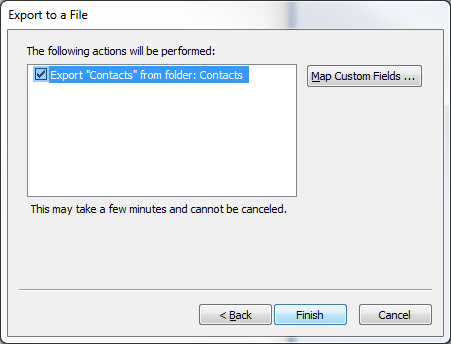 Export to a File
The following actions will be performed:
Export "Contacts" from folder: Contacts
Map Custom Fields ...
This may take a few minutes and cannot be canceled.
< Back
Finish
Cancel